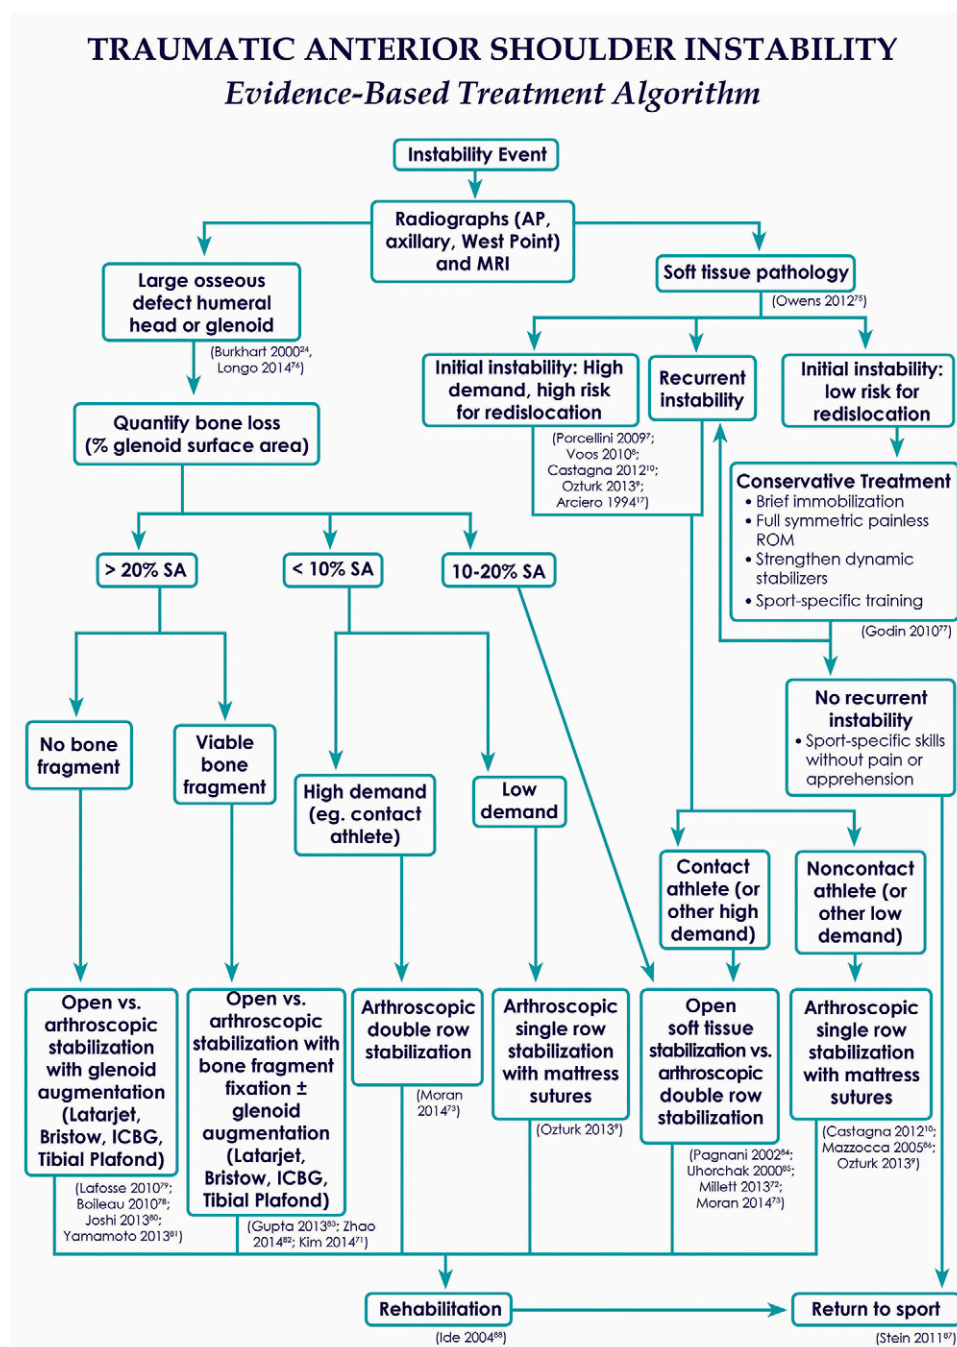 TRAUMATIC ANTERIOR SHOULDER INSTABILITY
Evidence-Based Treatment Algorithm
Instability Event
Radiographs (AP,
axillary, West Point)
and MRI
Large osseous
defect humeral
head or glenoid
(Burkhart 2000²⁴,
Longo 2014⁷⁶)
Soft tissue pathology
(Owens 2012⁷⁵)
Quantify bone loss
(% glenoid surface area)
Initial instability: High
demand, high risk
for redislocation
(Porcellini 2009⁷;
Voos 2010⁸;
Castagna 2012¹⁰;
Ozturk 2013⁹;
Arciero 1994¹⁷)
Recurrent
instability
Initial instability:
low risk for
redislocation
Conservative Treatment
• Brief immobilization
• Full symmetric painless
ROM
• Strengthen dynamic
stabilizers
• Sport-specific training
(Godin 2010⁷⁷)
> 20% SA
< 10% SA
10-20% SA
No recurrent
instability
• Sport-specific skills
without pain or
apprehension
No bone
fragment
Viable
bone
fragment
High demand
(eg. contact
athlete)
Low
demand
Contact
athlete (or
other high
demand)
Noncontact
athlete (or
other low
demand)
Open vs.
arthroscopic
stabilization
with glenoid
augmentation
(Latarjet,
Bristow, ICBG,
Tibial Plafond)
(Lafosse 2010⁷⁹;
Boileau 2010⁷⁸;
Joshi 2013⁸⁰;
Yamamoto 2013⁸¹)
Open vs.
arthroscopic
stabilization with
bone fragment
fixation ±
glenoid
augmentation
(Latarjet,
Bristow, ICBG,
Tibial Plafond)
(Gupta 2013⁸³; Zhao
2014⁸²; Kim 2014⁷¹)
Arthroscopic
double row
stabilization
(Moran
2014⁷³)
Arthroscopic
single row
stabilization
with mattress
sutures
(Ozturk 2013⁹)
Open
soft tissue
stabilization vs.
arthroscopic
double row
stabilization
(Pagnani 2002⁸⁴;
Uhorchak 2000⁸⁵;
Millett 2013⁷²;
Moran 2014⁷³)
Arthroscopic
single row
stabilization
with mattress
sutures
(Castagna 2012¹⁰;
Mazzocca 2005⁸⁶;
Ozturk 2013⁹)
Rehabilitation
(Ide 2004⁸⁸)
Return to sport
(Stein 2011⁸⁷)